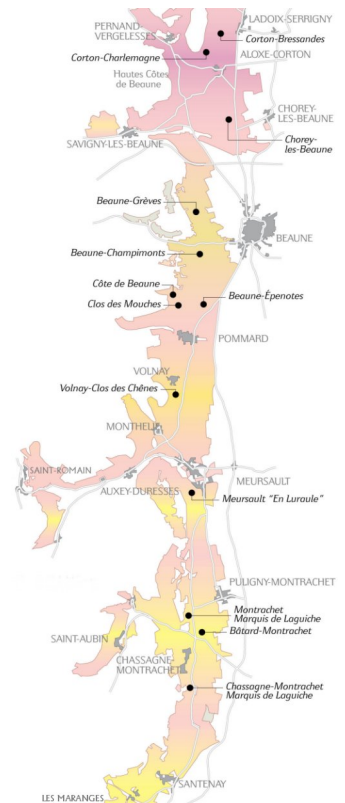 PERNAND-
VERGELESSES
LADOIX-SERRIGNY
Corton-Bressandes
Corton-Charlemagne
ALOXE-CORTON
Hautes Côtes
de Beaune
CHOREY-
LES-BEAUNE
SAVIGNY-LES-BEAUNE
Chorey-
les-Beaune
Beaune-Grèves
BEAUNE
Beaune-Champimonts
Côte de Beaune
Clos des Mouches
Beaune-Épenotes
POMMARD
VOLNAY
Volnay-Clos des Chênes
MONTHELIE
SAINT-ROMAIN
MEURSAULT
AUXEY-DURESSES
Meursault "En Luraule"
PULIGNY-MONTRACHET
Montrachet
Marquis de Laguiche
Bâtard-Montrachet
SAINT-AUBIN
CHASSAGNE-
MONTRACHET
Chassagne-Montrachet
Marquis de Laguiche
SANTENAY
LES MARANGES